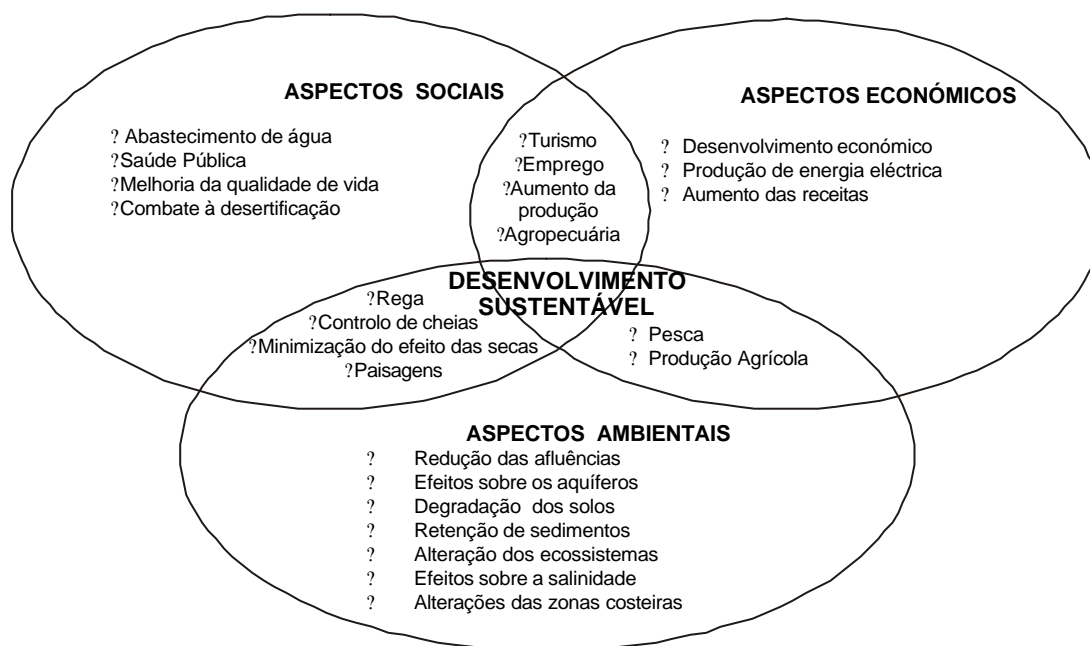 ASPECTOS SOCIAIS
? Abastecimento de água
?Saúde Pública
?Melhoria da qualidade de vida
?Combate à desertificação
?Turismo
?Emprego
?Aumento da
produção
?Agropecuária
ASPECTOS ECONÓMICOS
? Desenvolvimento económico
? Produção de energia eléctrica
? Aumento das receitas
DESENVOLVIMENTO
SUSTENTÁVEL
?Rega
?Controlo de cheias
?Minimização do efeito das secas
?Paisagens
? Pesca
? Produção Agrícola
ASPECTOS AMBIENTAIS
? Redução das afluências
? Efeitos sobre os aquíferos
? Degradação dos solos
? Retenção de sedimentos
? Alteração dos ecossistemas
? Efeitos sobre a salinidade
? Alterações das zonas costeiras